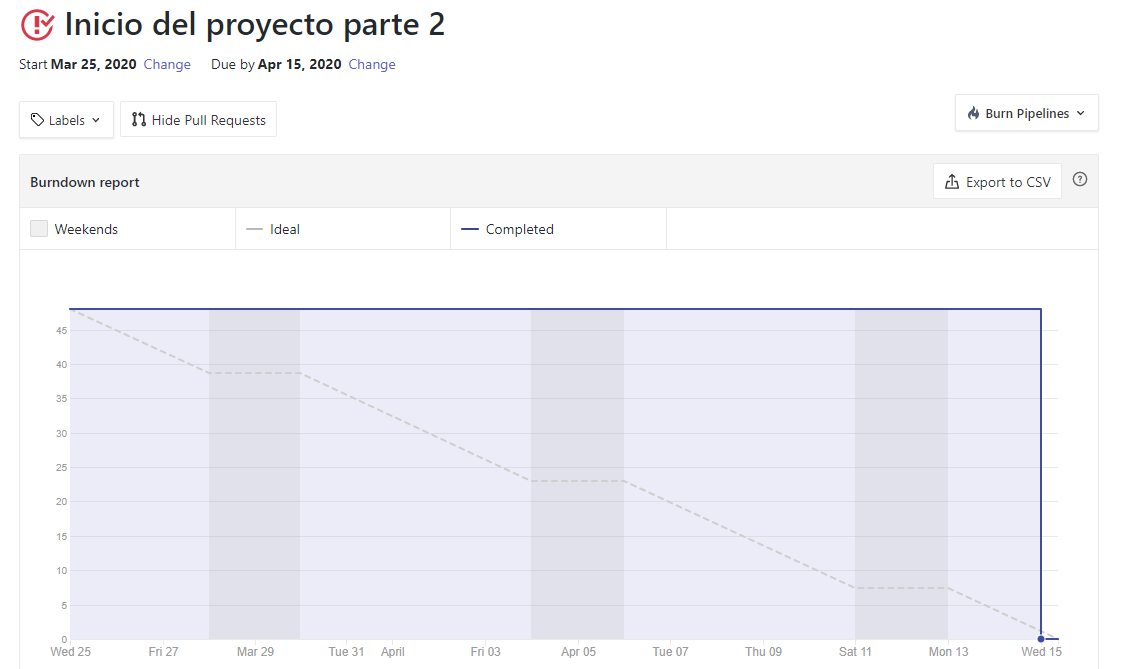 Inicio del proyecto parte 2
Start Mar 25, 2020 Change Due by Apr 15, 2020 Change
Labels Hide Pull Requests Burn Pipelines
Burndown report Export to CSV ?
Weekends Ideal Completed
45
40
35
30
25
20
15
10
5
0
Wed 25 Fri 27 Mar 29 Tue 31 April Fri 03 Apr 05 Tue 07 Thu 09 Sat 11 Mon 13 Wed 15